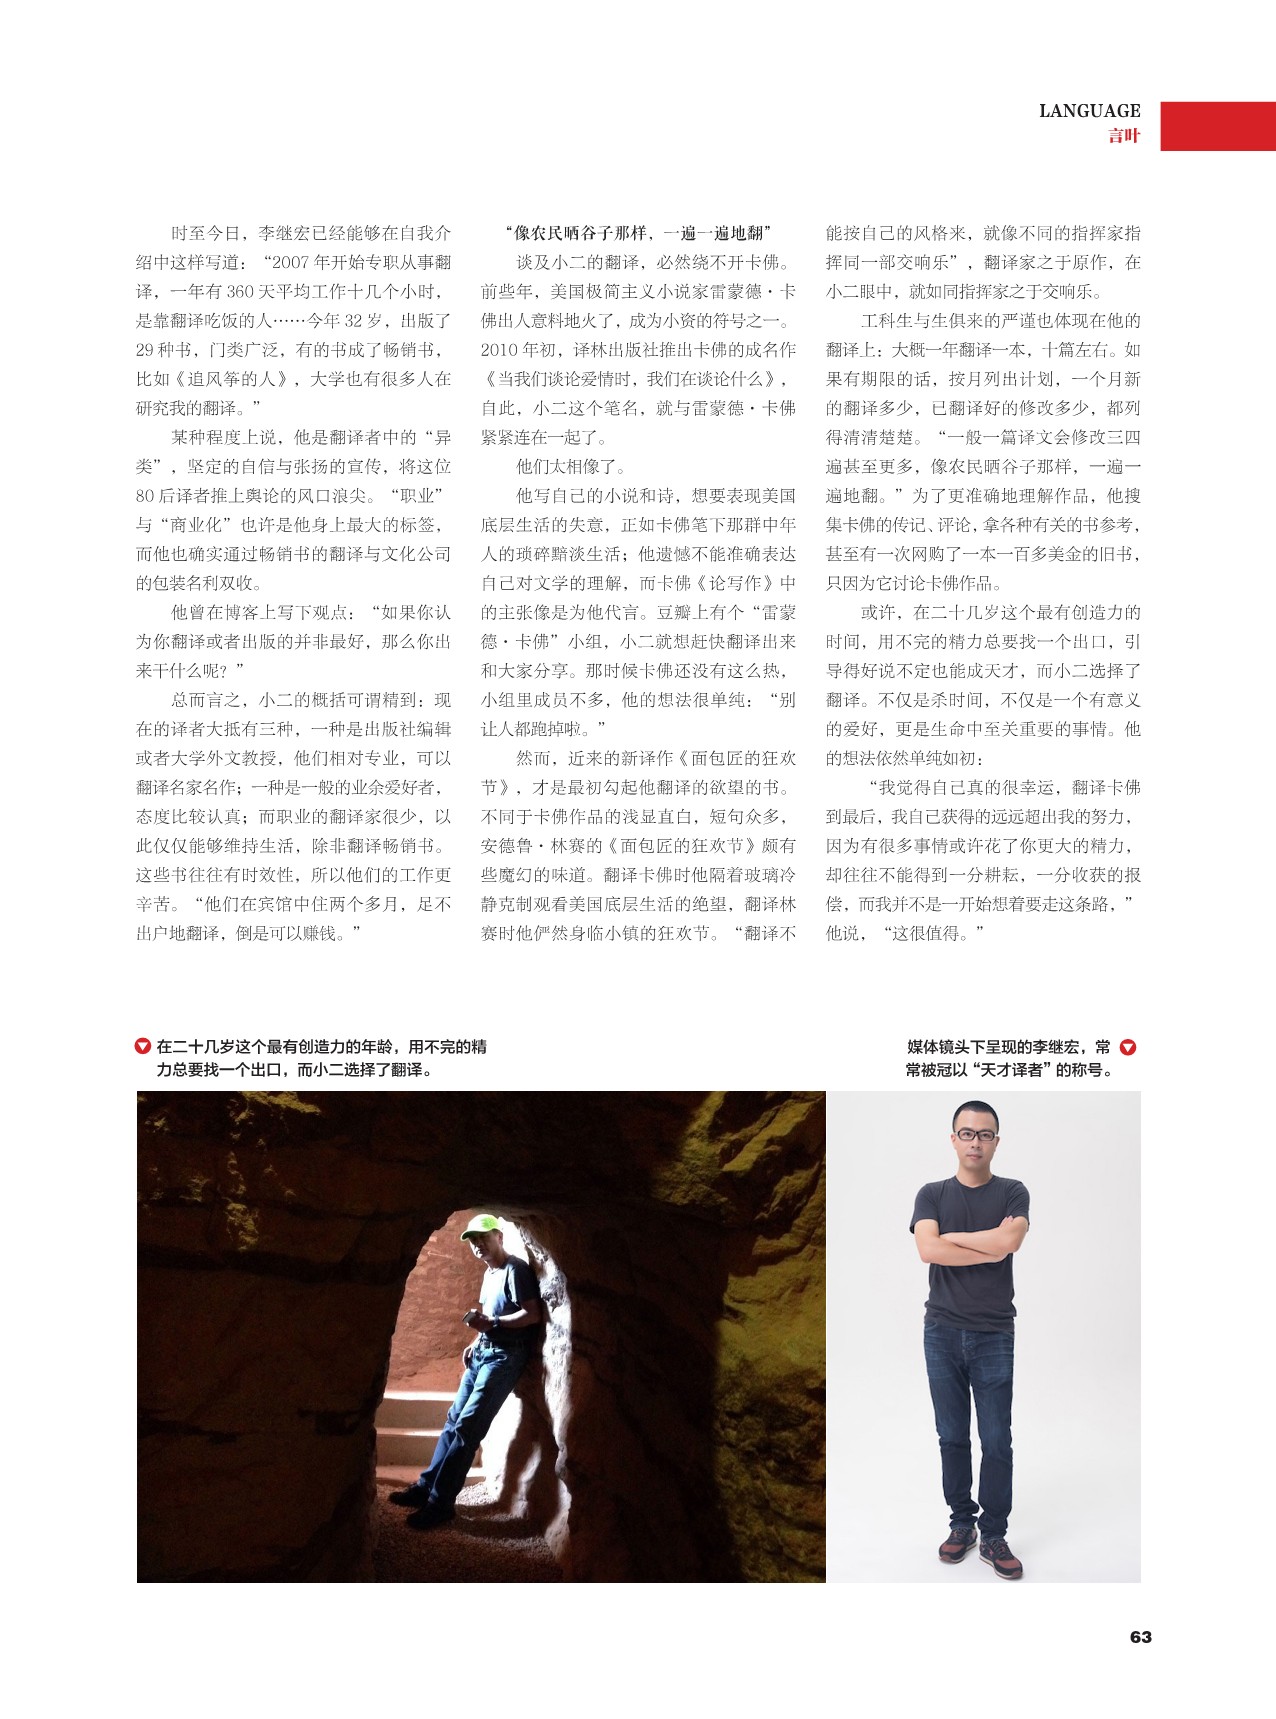 LANGUAGE
言叶
时至今日，李继宏已经能够在自我介
绍中这样写道：“2007 年开始专职从事翻
译，一年有 360 天平均工作十几个小时，
是靠翻译吃饭的人……今年 32 岁，出版了
29 种书，门类广泛，有的书成了畅销书，
比如《追风筝的人》，大学也有很多人在
研究我的翻译。”
某种程度上说，他是翻译者中的“异
类”，坚定的自信与张扬的宣传，将这位
80 后译者推上舆论的风口浪尖。“职业”
与“商业化”也许是他身上最大的标签，
而他也确实通过畅销书的翻译与文化公司
的包装名利双收。
他曾在博客上写下观点：“如果你认
为你翻译或者出版的并非最好，那么你出
来干什么呢？”
总而言之，小二的概括可谓精到：现
在的译者大抵有三种，一种是出版社编辑
或者大学外文教授，他们相对专业，可以
翻译名家名作；一种是一般的业余爱好者，
态度比较认真；而职业的翻译家很少，以
此仅仅能够维持生活，除非翻译畅销书。
这些书往往有时效性，所以他们的工作更
辛苦。“他们在宾馆中住两个多月，足不
出户地翻译，倒是可以赚钱。”
“像农民晒谷子那样，一遍一遍地翻”
谈及小二的翻译，必然绕不开卡佛。
前些年，美国极简主义小说家雷蒙德·卡
佛出人意料地火了，成为小资的符号之一。
2010 年初，译林出版社推出卡佛的成名作
《当我们谈论爱情时，我们在谈论什么》，
自此，小二这个笔名，就与雷蒙德·卡佛
紧紧连在一起了。
他们太相像了。
他写自己的小说和诗，想要表现美国
底层生活的失意，正如卡佛笔下那群中年
人的琐碎黯淡生活；他遗憾不能准确表达
自己对文学的理解，而卡佛《论写作》中
的主张像是为他代言。豆瓣上有个“雷蒙
德·卡佛”小组，小二就想赶快翻译出来
和大家分享。那时候卡佛还没有这么热，
小组里成员不多，他的想法很单纯：“别
让人都跑掉啦。”
然而，近来的新译作《面包匠的狂欢
节》，才是最初勾起他翻译的欲望的书。
不同于卡佛作品的浅显直白，短句众多，
安德鲁·林赛的《面包匠的狂欢节》颇有
些魔幻的味道。翻译卡佛时他隔着玻璃冷
静克制观看美国底层生活的绝望，翻译林
赛时他俨然身临小镇的狂欢节。“翻译不
能按自己的风格来，就像不同的指挥家指
挥同一部交响乐”，翻译家之于原作，在
小二眼中，就如同指挥家之于交响乐。
工科生与生俱来的严谨也体现在他的
翻译上：大概一年翻译一本，十篇左右。如
果有期限的话，按月列出计划，一个月新
的翻译多少，已翻译好的修改多少，都列
得清清楚楚。“一般一篇译文会修改三四
遍甚至更多，像农民晒谷子那样，一遍一
遍地翻。”为了更准确地理解作品，他搜
集卡佛的传记、评论，拿各种有关的书参考，
甚至有一次网购了一本一百多美金的旧书，
只因为它讨论卡佛作品。
或许，在二十几岁这个最有创造力的
时间，用不完的精力总要找一个出口，引
导得好说不定也能成天才，而小二选择了
翻译。不仅是杀时间，不仅是一个有意义
的爱好，更是生命中至关重要的事情。他
的想法依然单纯如初：
“我觉得自己真的很幸运，翻译卡佛
到最后，我自己获得的远远超出我的努力，
因为有很多事情或许花了你更大的精力，
却往往不能得到一分耕耘，一分收获的报
偿，而我并不是一开始想着要走这条路，”
他说，“这很值得。”
在二十几岁这个最有创造力的年龄，用不完的精
力总要找一个出口，而小二选择了翻译。
媒体镜头下呈现的李继宏，常
常被冠以“天才译者”的称号。
63